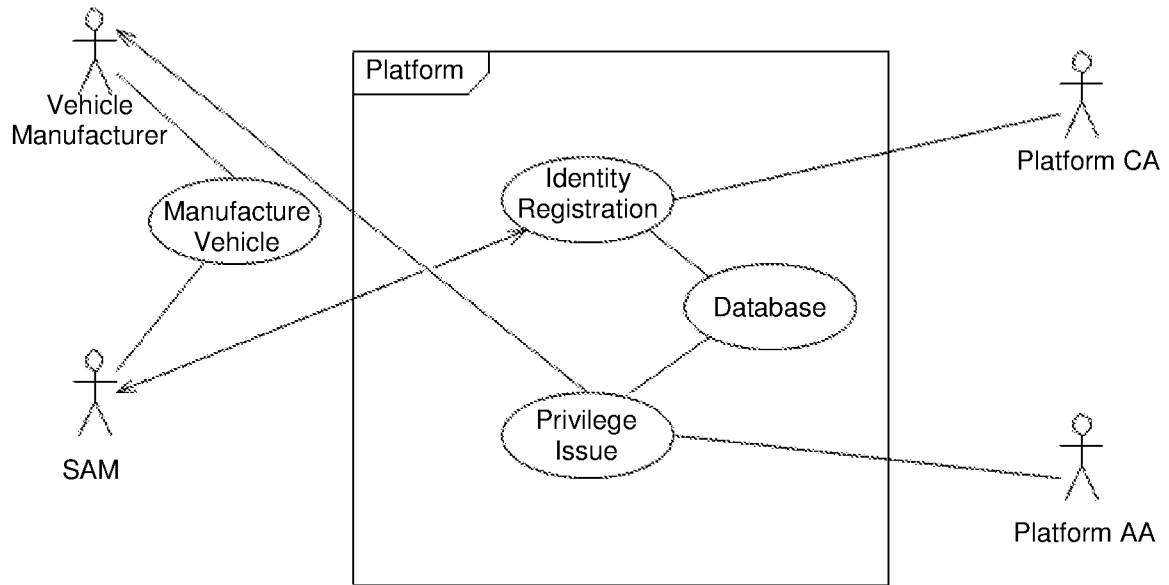 Vehicle
Manufacturer
Platform
Platform CA
Identity
Registration
Manufacture
Vehicle
Database
SAM
Privilege
Issue
Platform AA